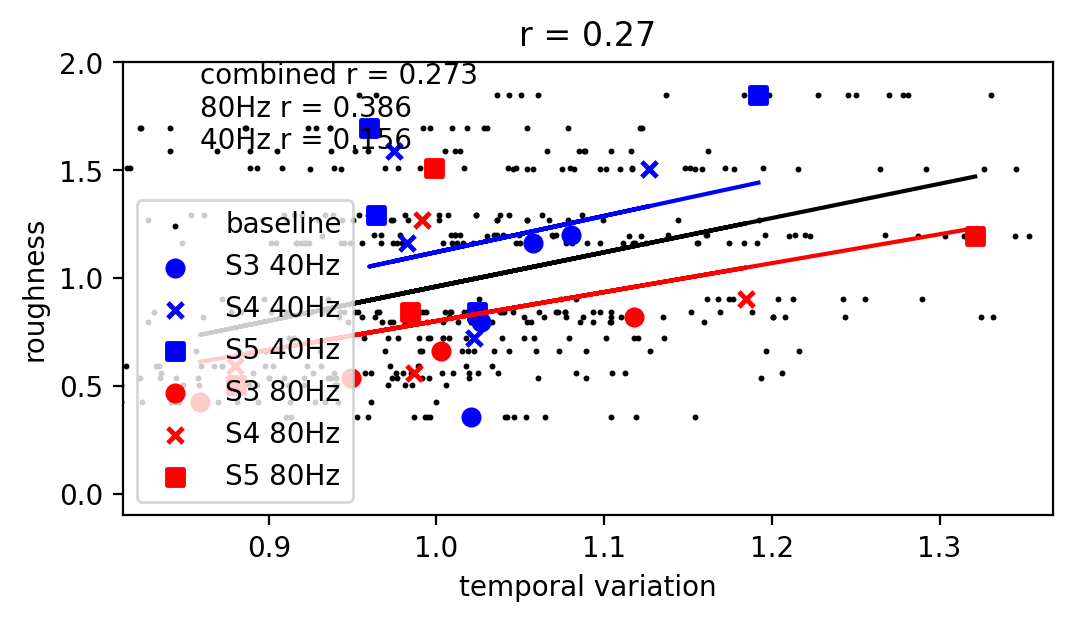 r = 0.27
combined r = 0.273
80Hz r = 0.386
40Hz r = 0.156
baseline
S3 40Hz
S4 40Hz
S5 40Hz
S3 80Hz
S4 80Hz
S5 80Hz
roughness
2.0
1.5
1.0
0.5
0.0
0.9
1.0
1.1
1.2
1.3
temporal variation